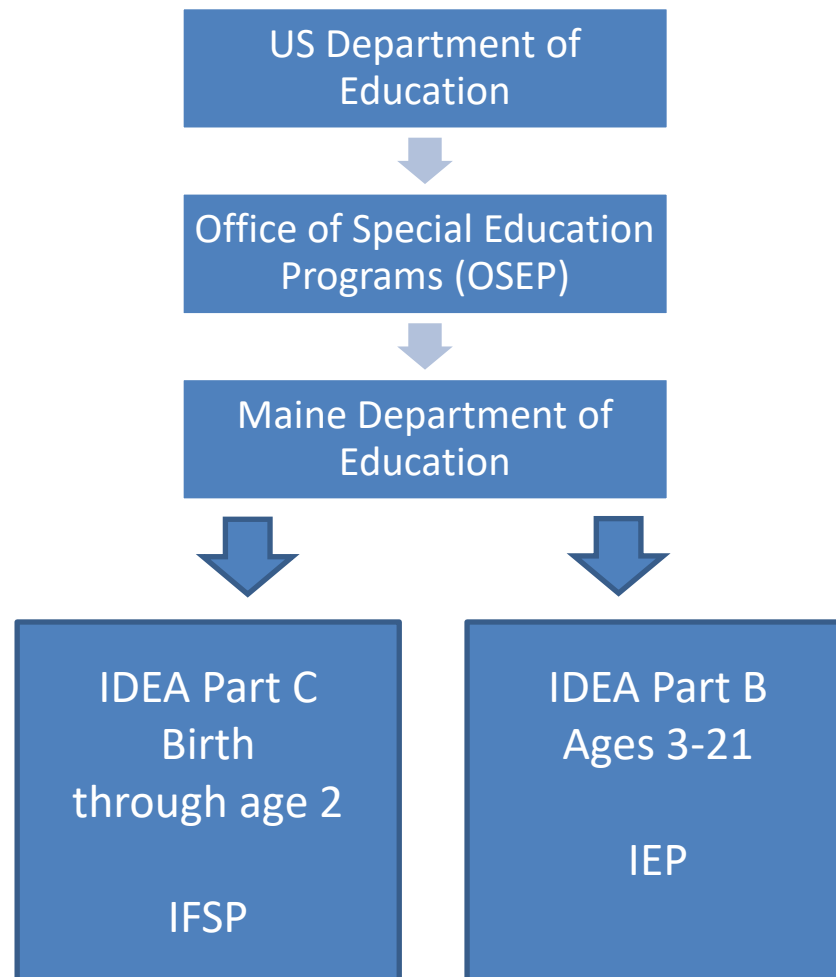 US Department of
Education
Office of Special Education
Programs (OSEP)
Maine Department of
Education
IDEA Part C
Birth
through age 2
IFSP
IDEA Part B
Ages 3-21
IEP